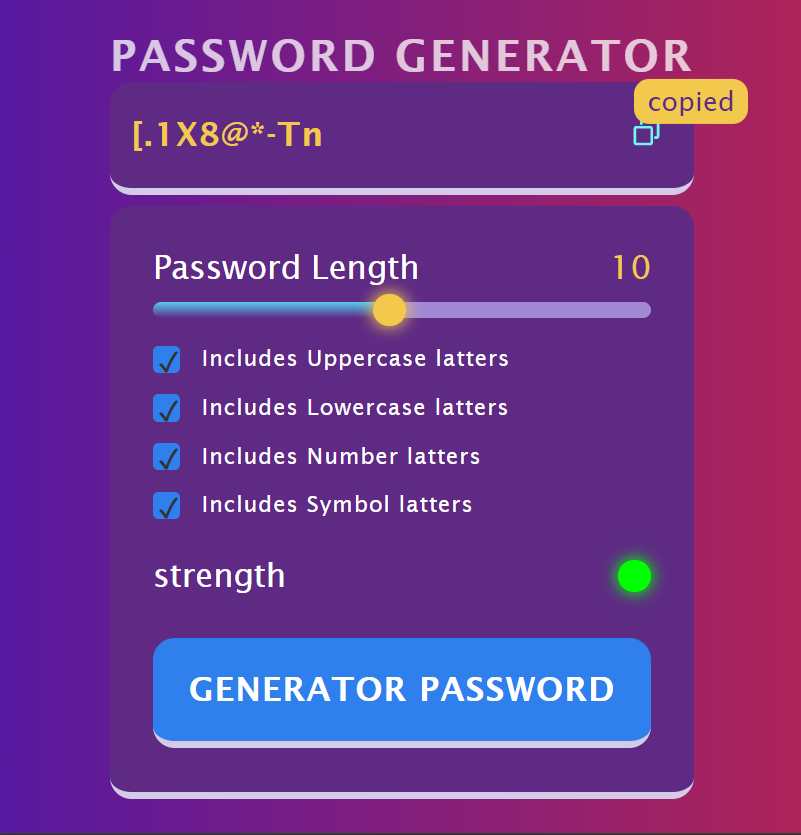 PASSWORD GENERATOR
copied
[.1X8@*-Tn
Password Length 10
Includes Uppercase latters
Includes Lowercase latters
Includes Number latters
Includes Symbol latters
strength
GENERATOR PASSWORD